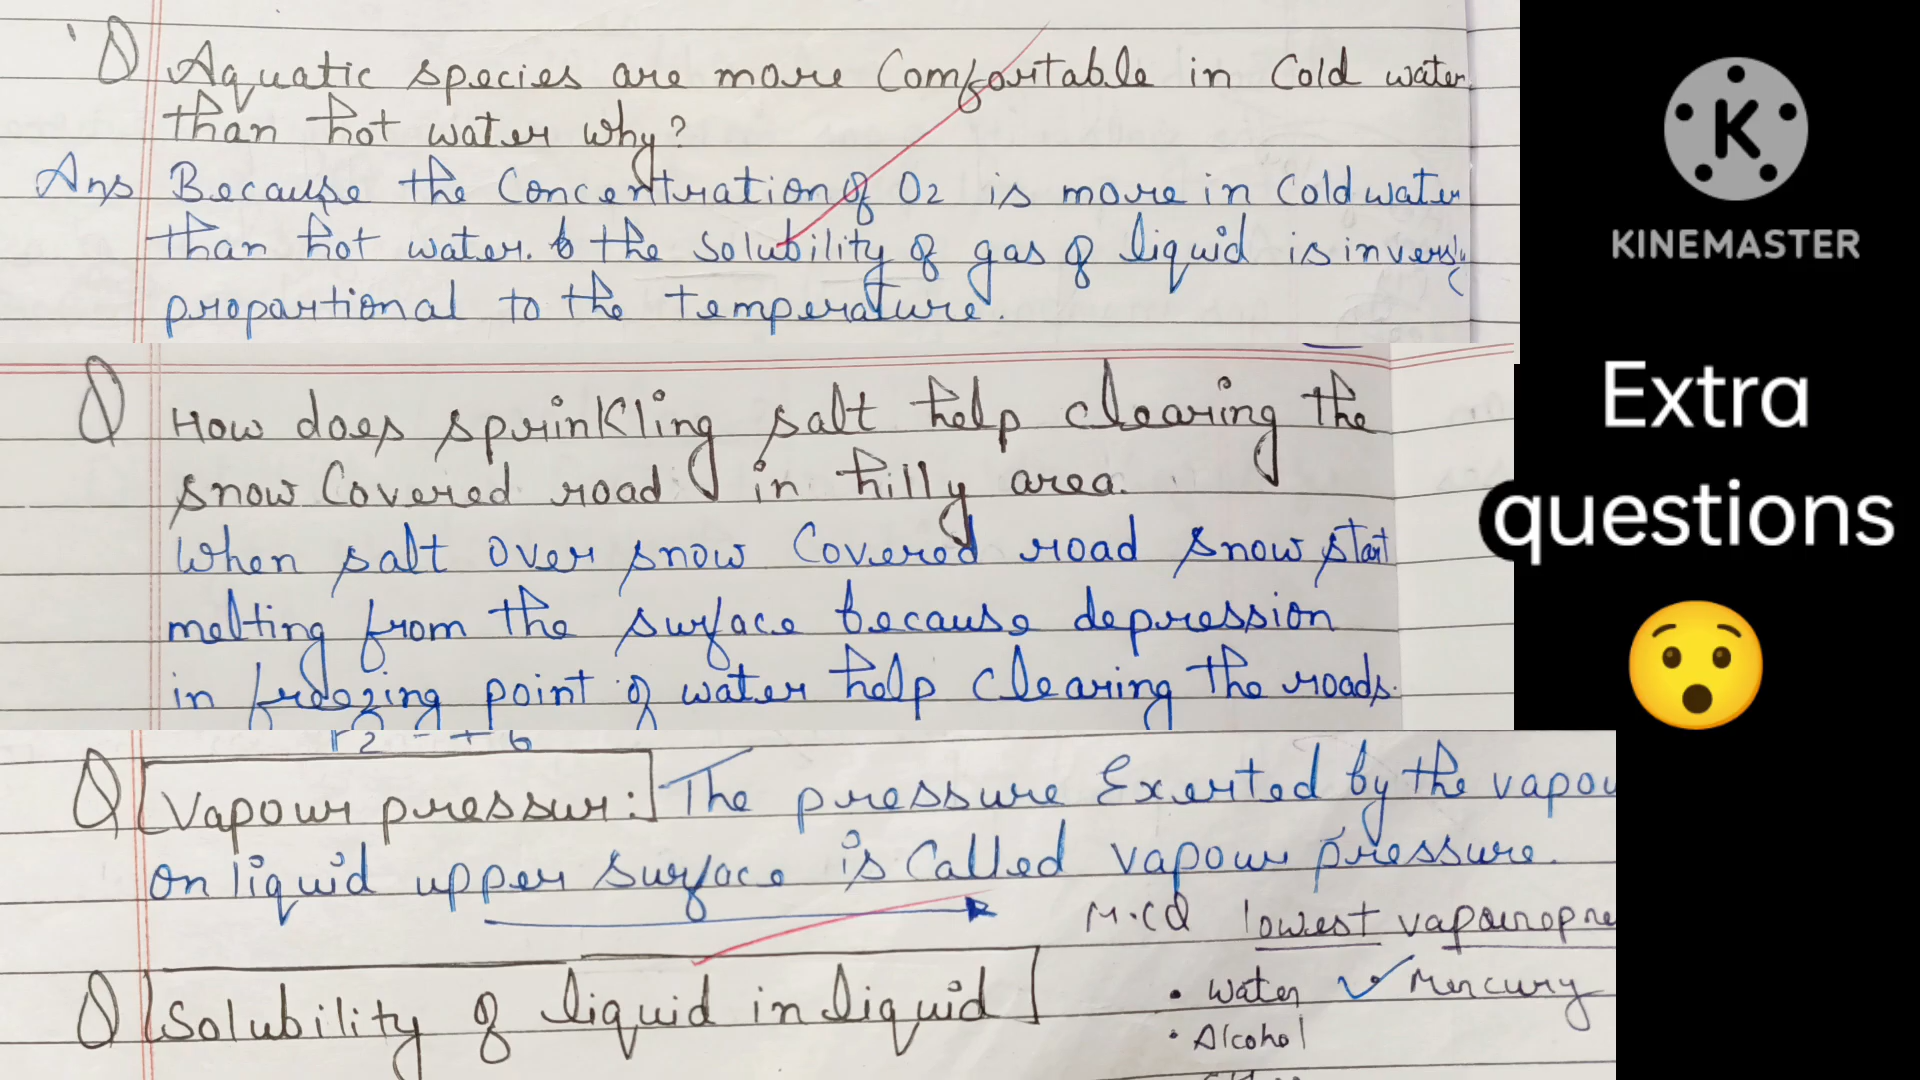 Q Aquatic species are more Comfortable in Cold water
than hot water why?
Ans Because the Concentration of O2 is more in Cold water
than hot water. & the solubility of gas of liquid is inversly
proportional to the temperature.
Q How does sprinkling salt help clearing the
snow Covered road in hilly area.
When salt over snow Covered road snow start
melting from the surface because depression
in freezing point of water help clearing the roads.
Q Vapour pressur: The pressure Exerted by the vapou
on liquid upper surface is Called vapour pressure.
M.CQ lowest vapourpre
• Water ✓ Mercury
• Alcohol
Q Solubility of liquid in liquid
K
KINEMASTER
Extra
questions